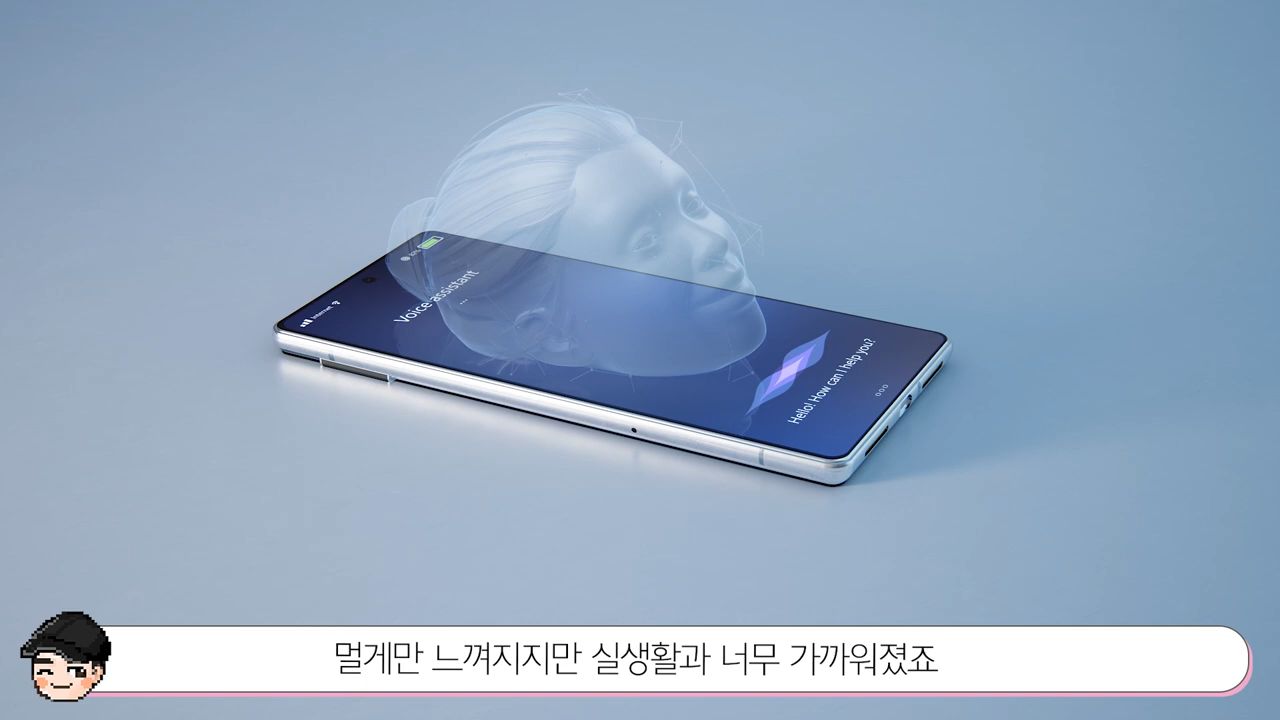 Internet
Voice assistant
...
Hello! How can I help you?
멀게만 느껴지지만 실생활과 너무 가까워졌죠